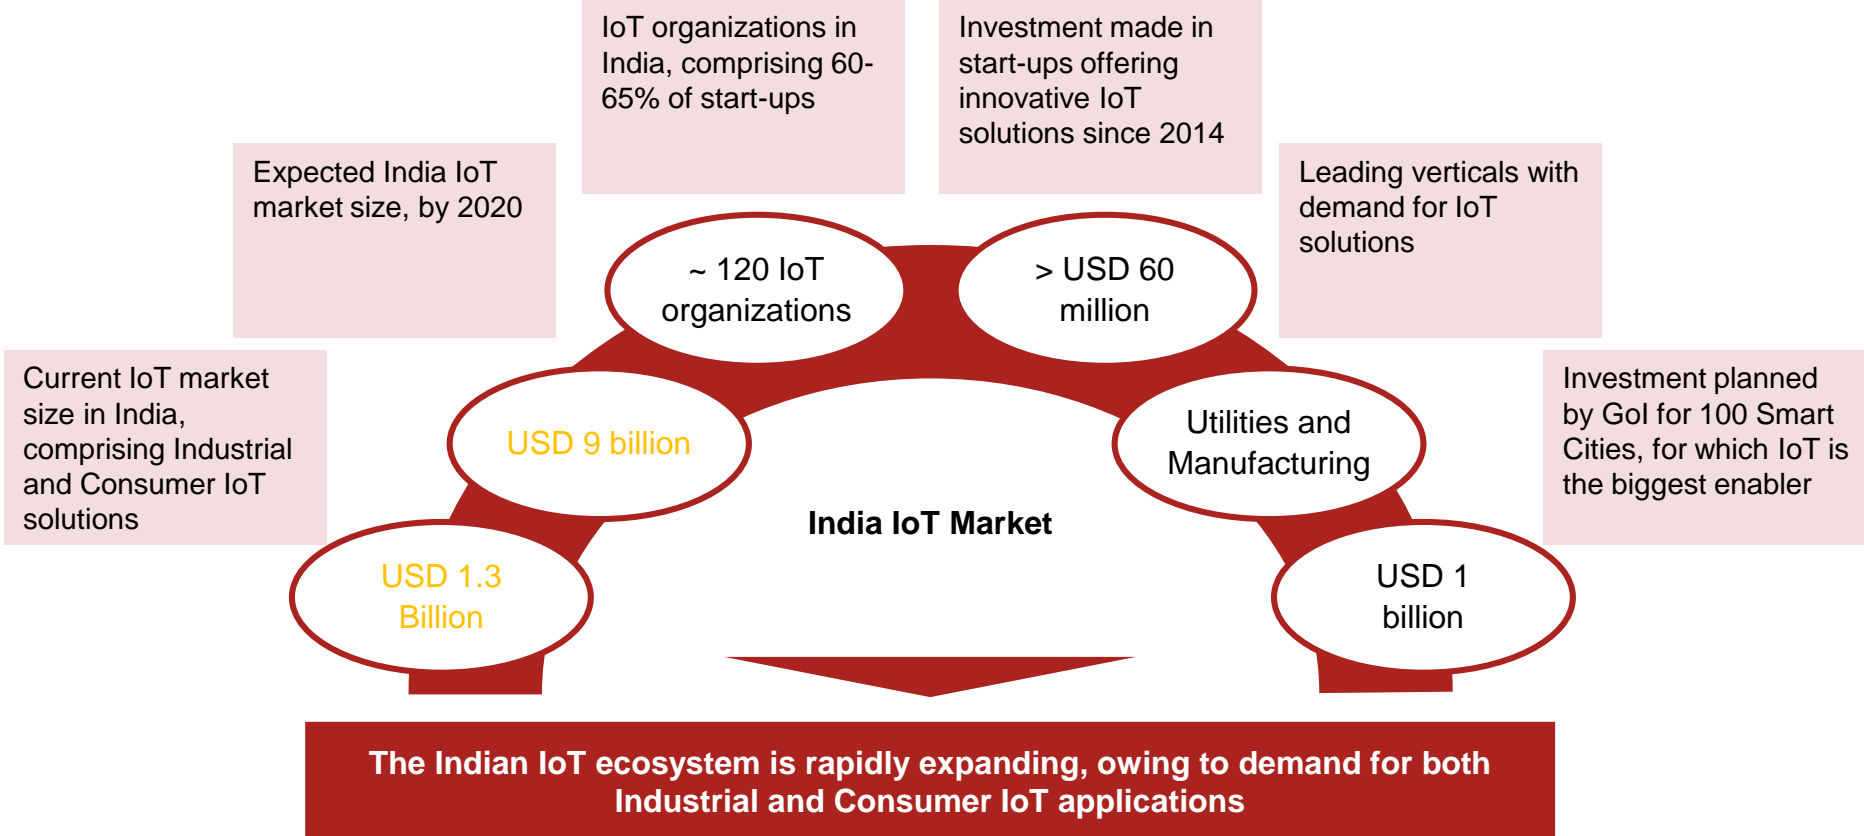 IoT organizations in
India, comprising 60-
65% of start-ups
Investment made in
start-ups offering
innovative IoT
solutions since 2014
Expected India IoT
market size, by 2020
Leading verticals with
demand for IoT
solutions
~ 120 IoT
organizations
> USD 60
million
Current IoT market
size in India,
comprising Industrial
and Consumer IoT
solutions
Investment planned
by GoI for 100 Smart
Cities, for which IoT is
the biggest enabler
USD 9 billion
Utilities and
Manufacturing
India IoT Market
USD 1.3
Billion
USD 1
billion
The Indian IoT ecosystem is rapidly expanding, owing to demand for both
Industrial and Consumer IoT applications